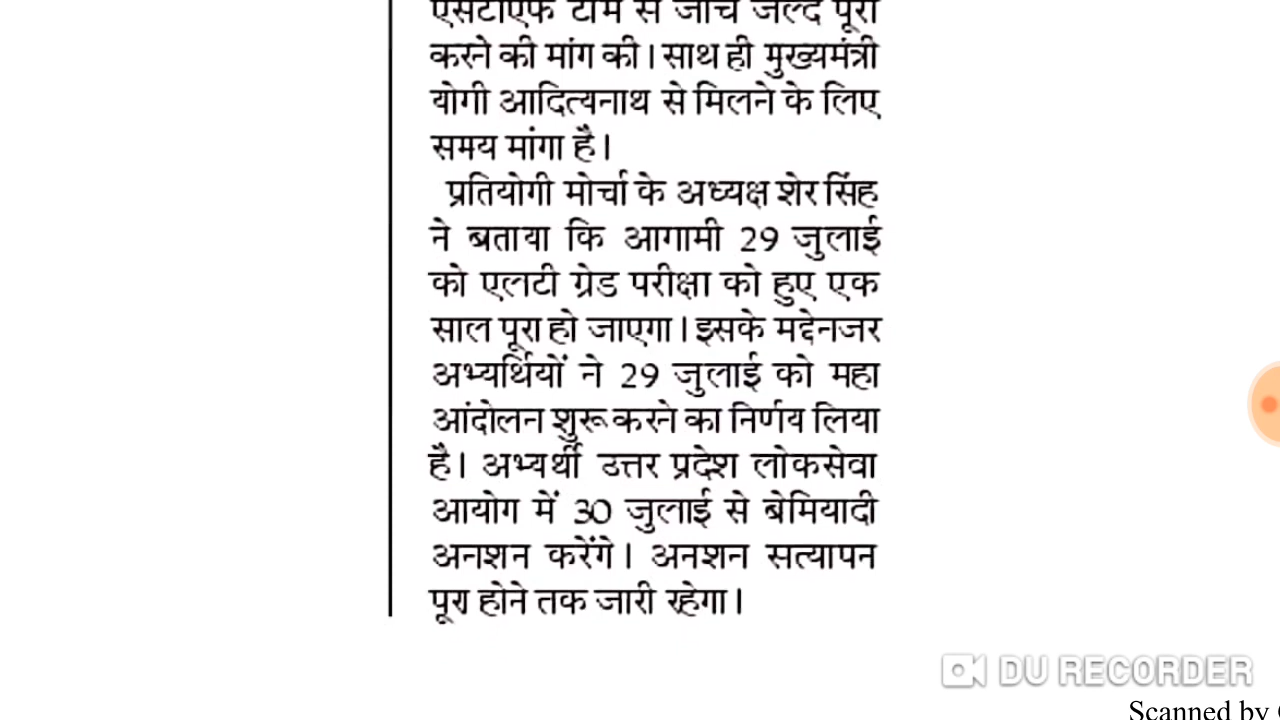 एसटीएफ टीम से जांच जल्द पूरी
करने की मांग की। साथ ही मुख्यमंत्री
योगी आदित्यनाथ से मिलने के लिए
समय मांगा है।
प्रतियोगी मोर्चा के अध्यक्ष शेर सिंह
ने बताया कि आगामी 29 जुलाई
को एलटी ग्रेड परीक्षा को हुए एक
साल पूरा हो जाएगा। इसके मद्देनजर
अभ्यर्थियों ने 29 जुलाई को महा
आंदोलन शुरू करने का निर्णय लिया
है। अभ्यर्थी उत्तर प्रदेश लोकसेवा
आयोग में 30 जुलाई से बेमियादी
अनशन करेंगे। अनशन सत्यापन
पूरा होने तक जारी रहेगा।
DU RECORDER
Scanned by